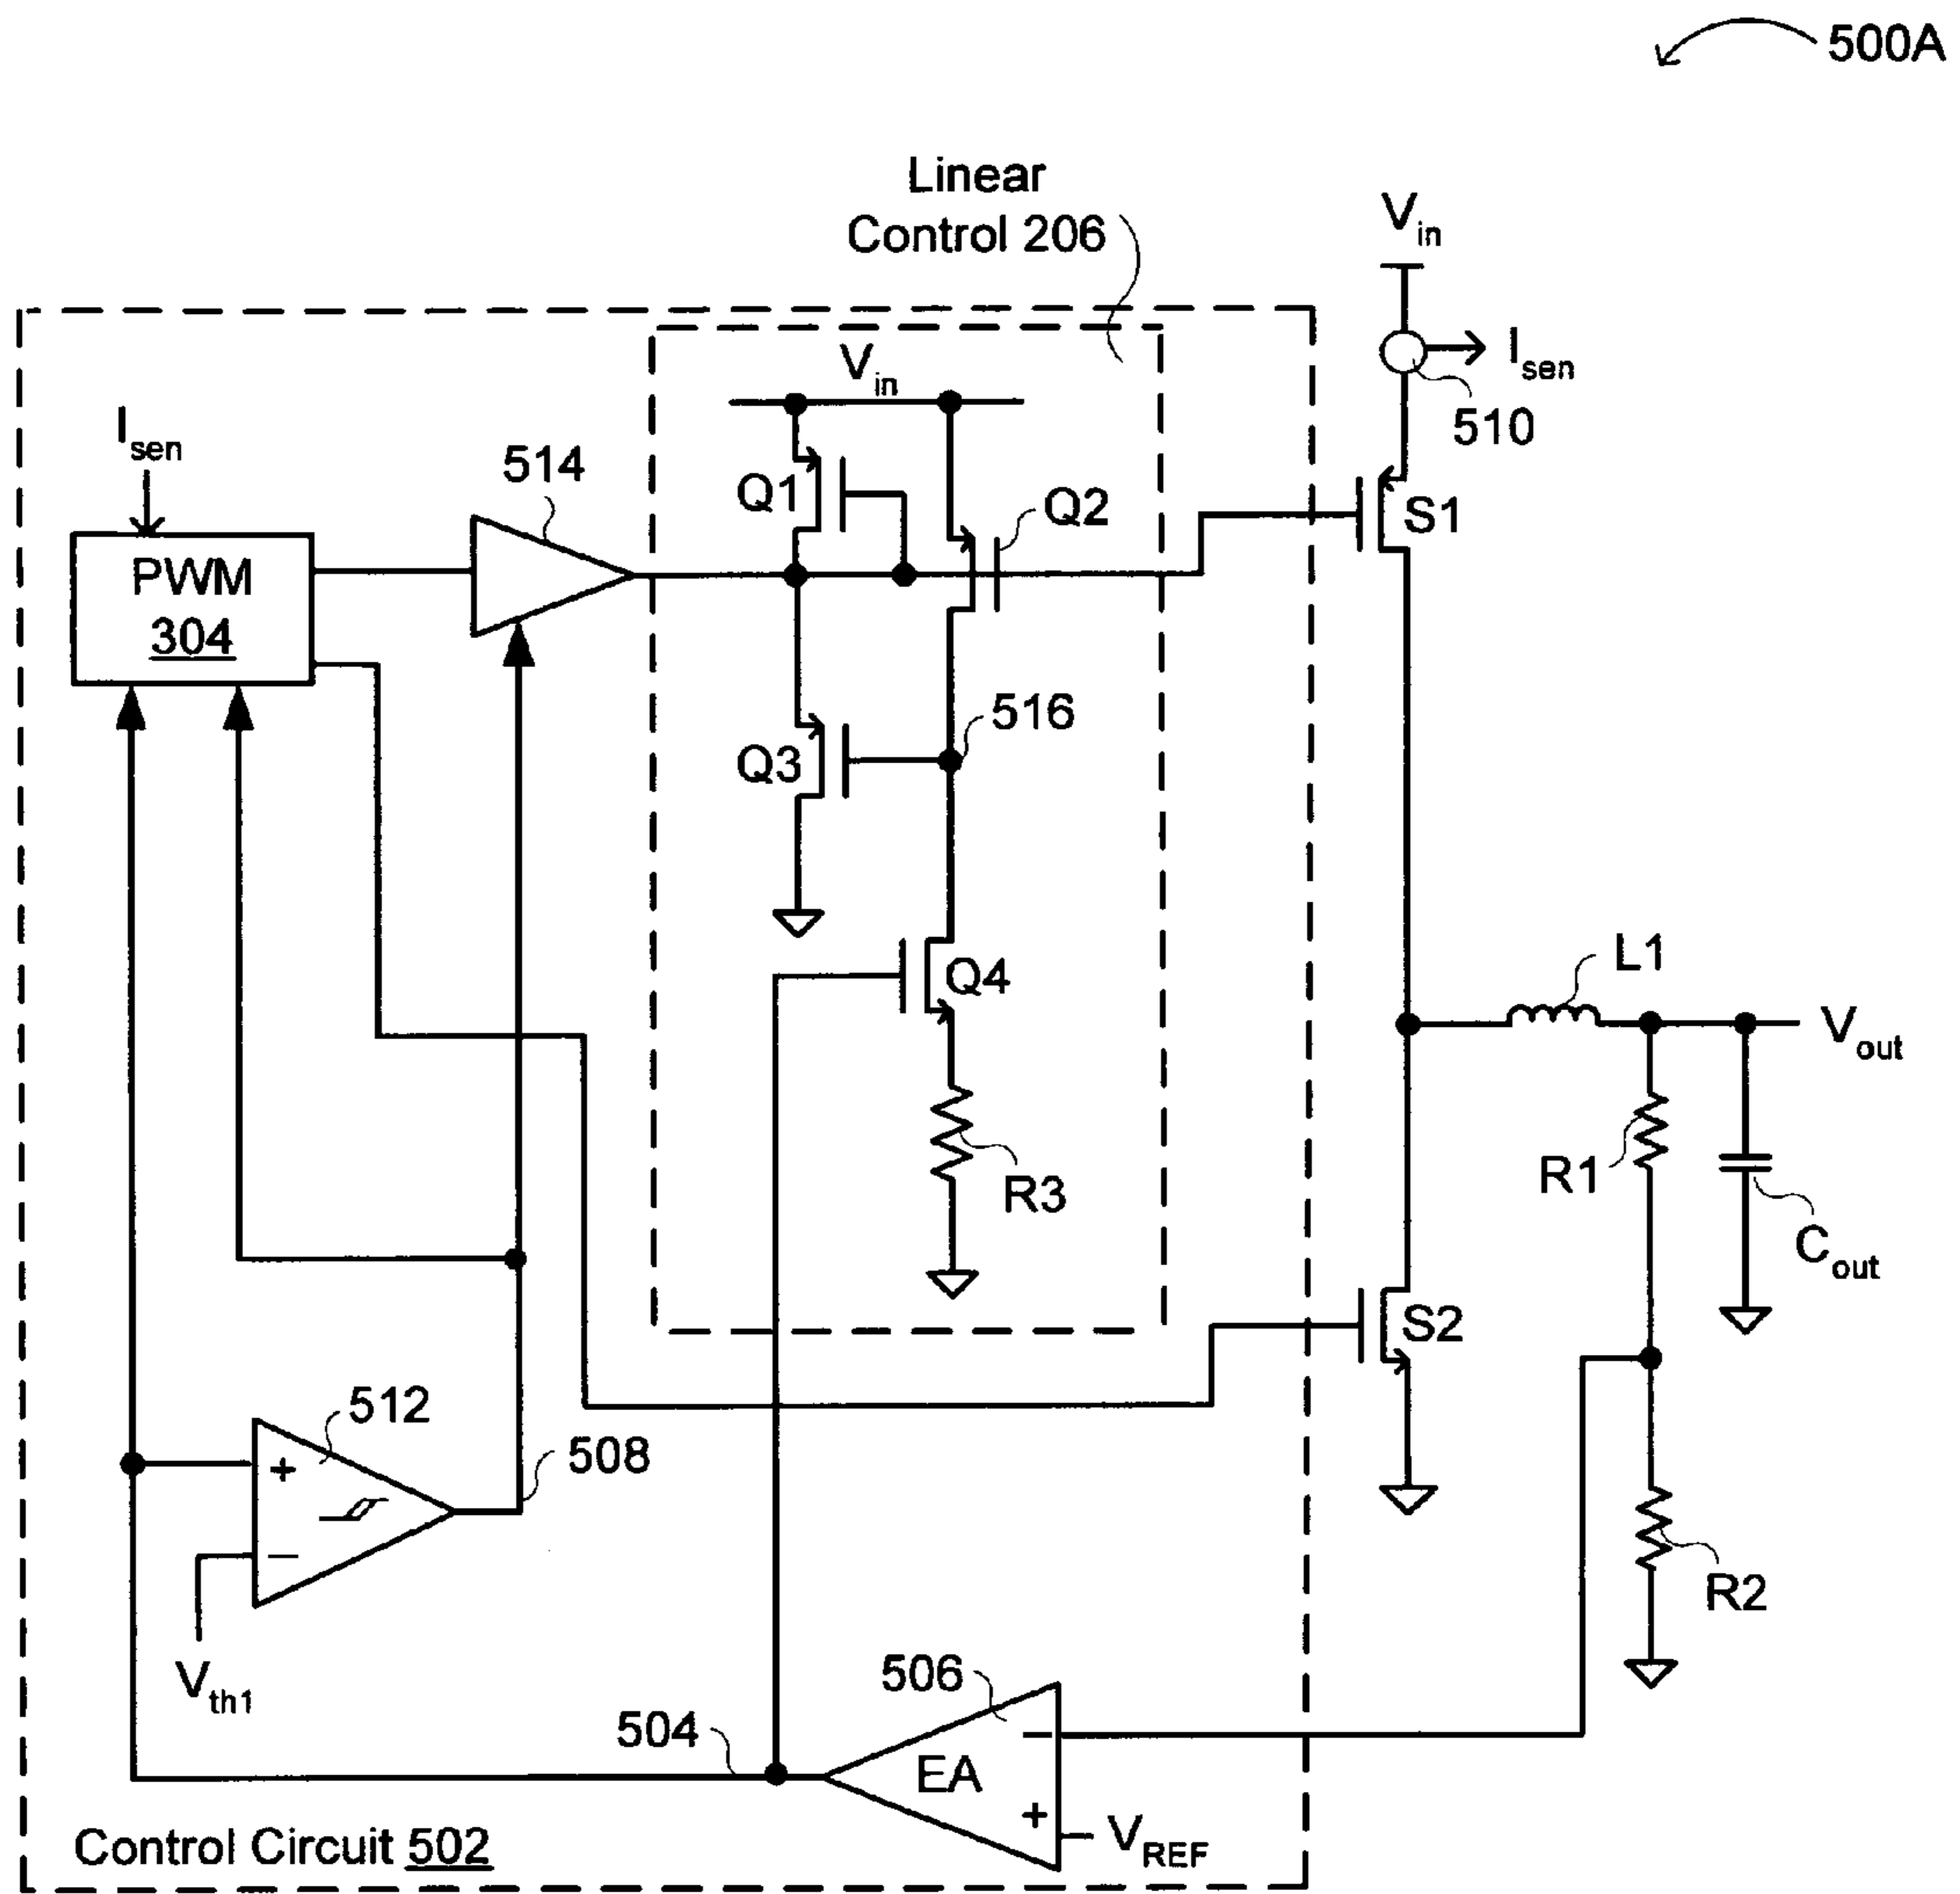 500A
Linear
Control 206
Vin
Isen
510
Vin
Isen
514
Q1
Q2
S1
PWM
304
516
Q3
Q4
L1
Vout
R3
R1
Cout
S2
512
508
+
−
R2
Vth1
506
504
−
EA
+
VREF
Control Circuit 502